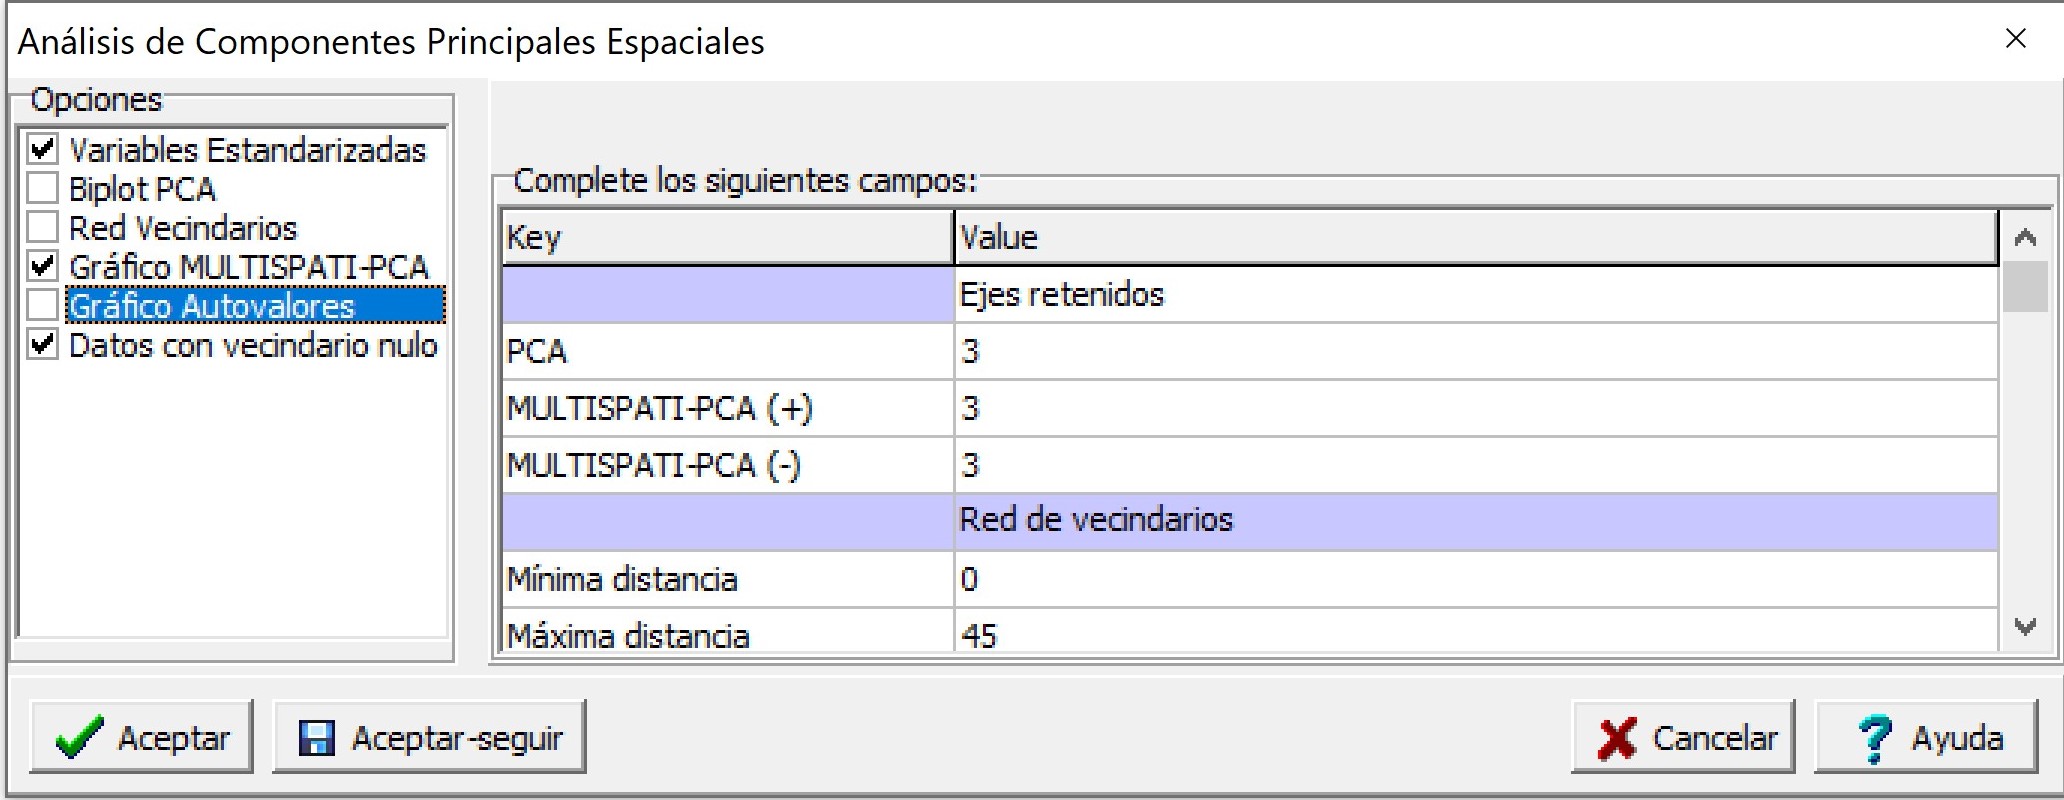 Análisis de Componentes Principales Espaciales
Opciones
Variables Estandarizadas
Biplot PCA
Red Vecindarios
Gráfico MULTISPATI-PCA
Gráfico Autovalores
Datos con vecindario nulo
Complete los siguientes campos:
Key Value
Ejes retenidos
PCA 3
MULTISPATI-PCA (+) 3
MULTISPATI-PCA (-) 3
Red de vecindarios
Mínima distancia 0
Máxima distancia 45
Aceptar Aceptar-seguir Cancelar Ayuda